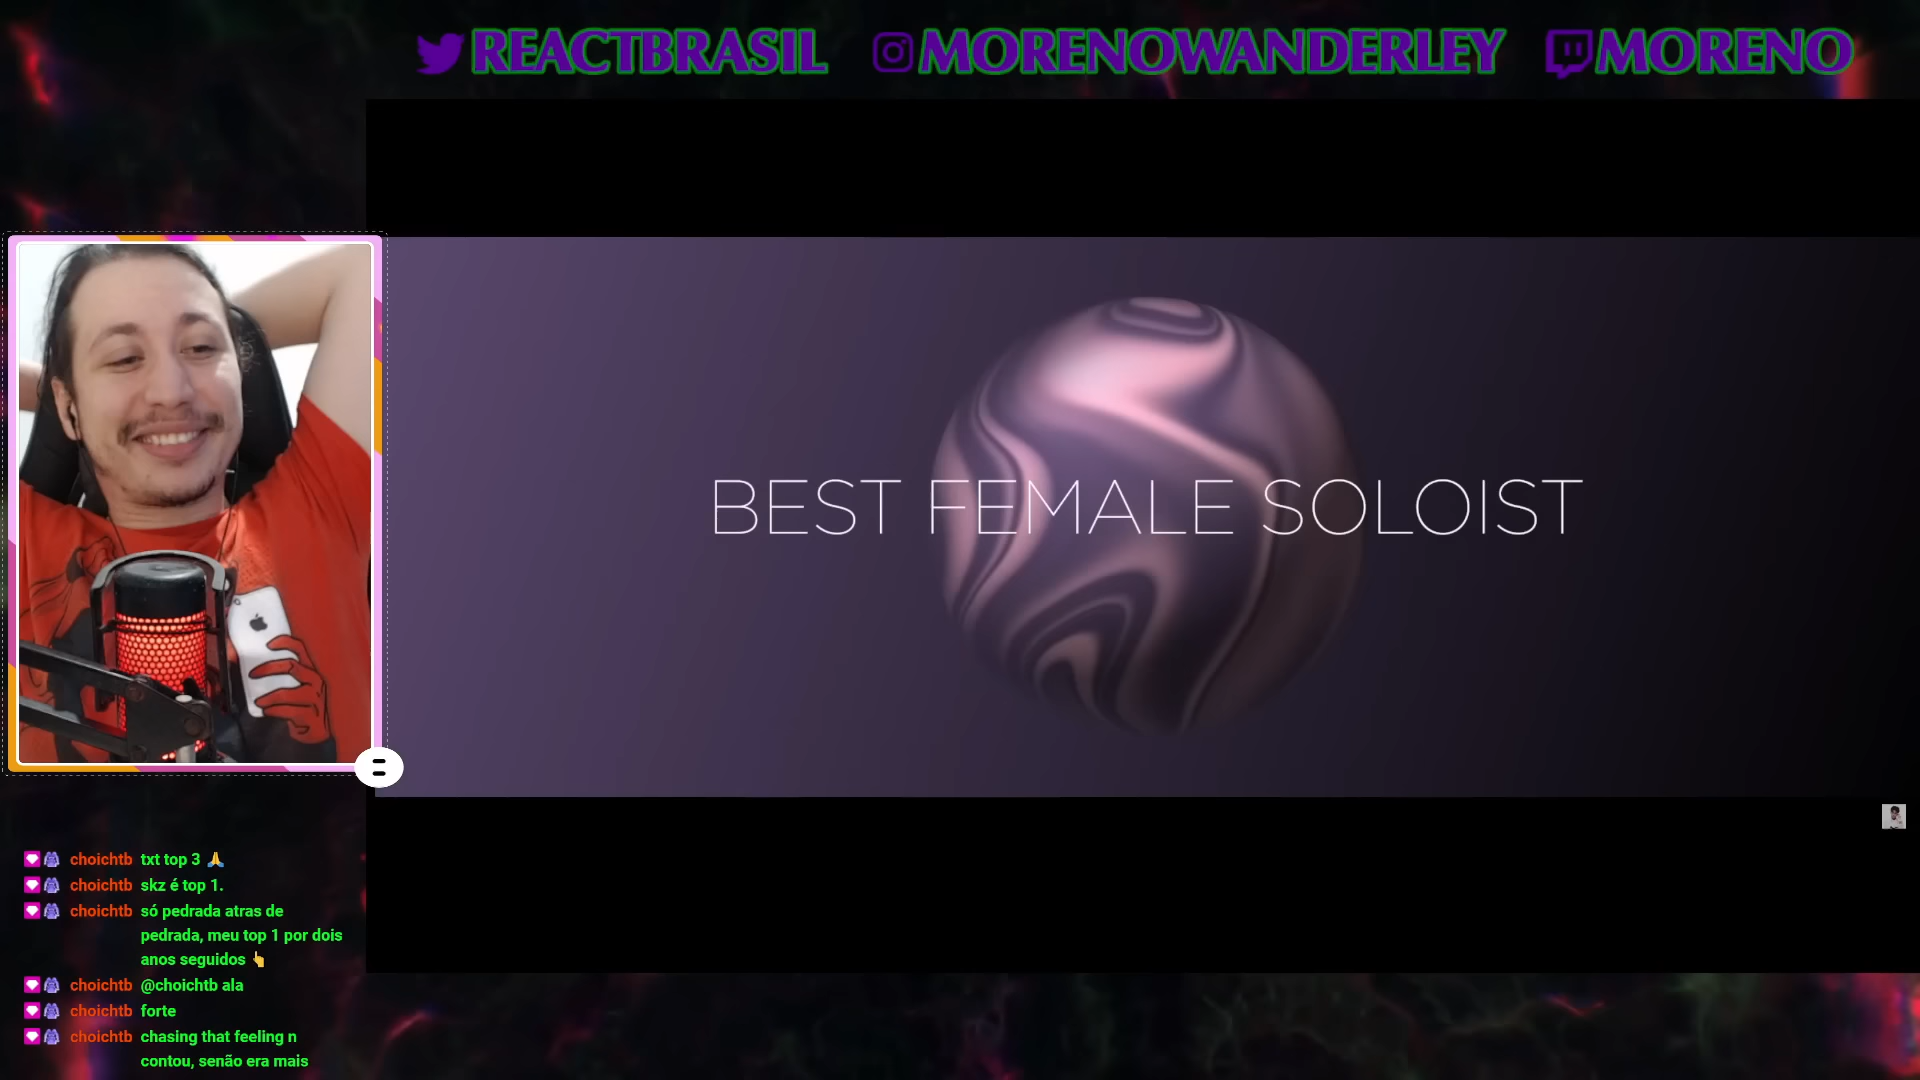 REACTBRASIL MORENOWANDERLEY MORENO
BEST FEMALE SOLOIST
choichtb txt top 3 🙏
choichtb skz é top 1.
choichtb só pedrada atras de
pedrada, meu top 1 por dois
anos seguidos 👆
choichtb @choichtb ala
choichtb forte
choichtb chasing that feeling n
contou, senão era mais